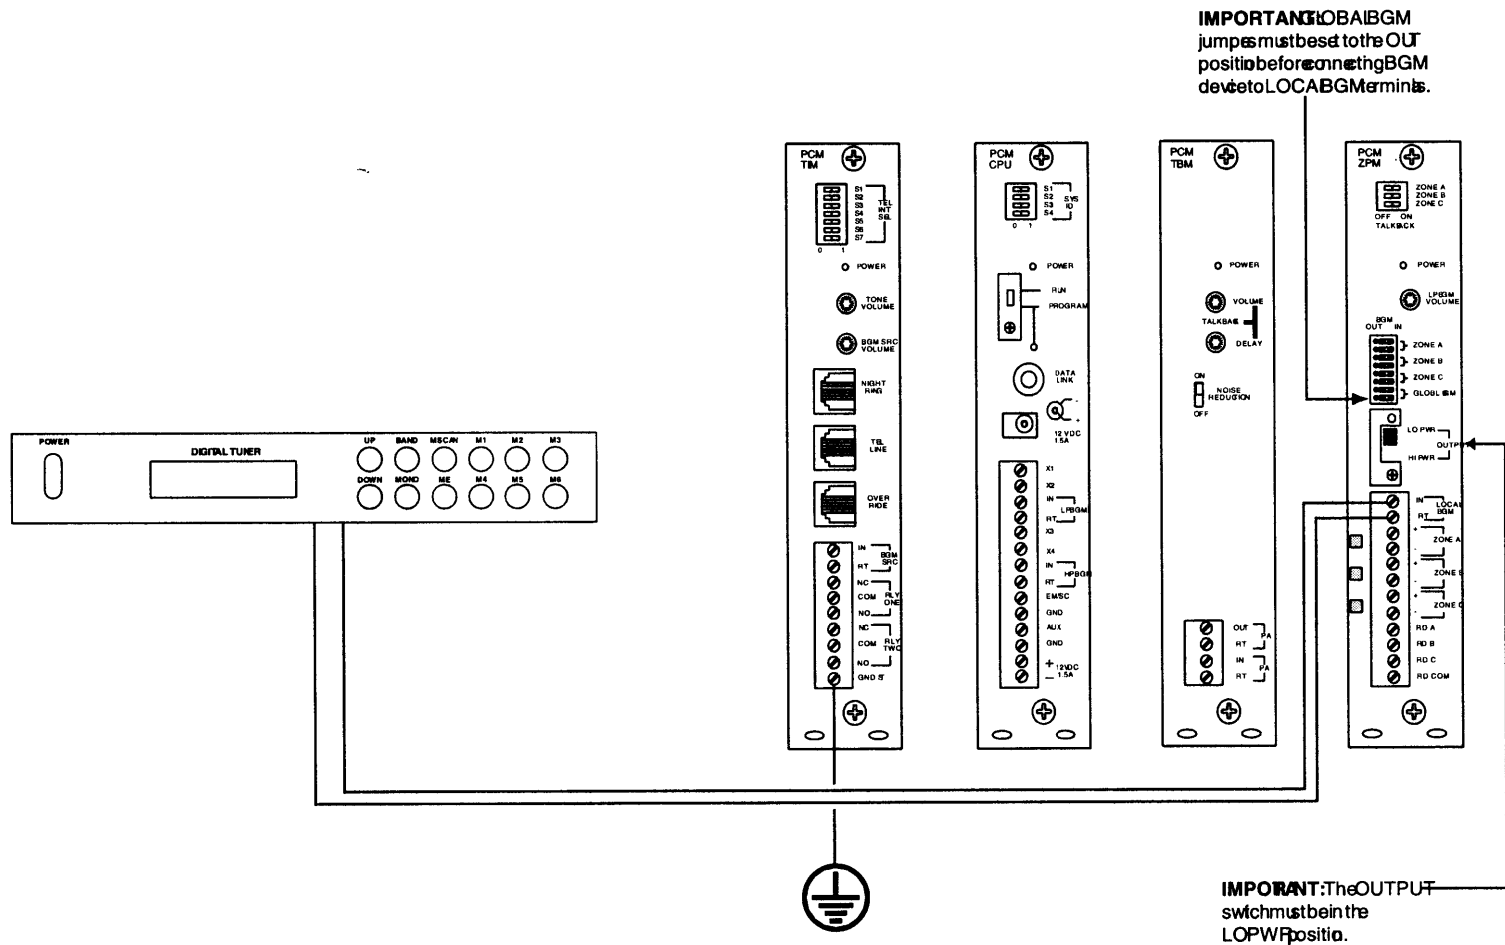 IMPORTANT: GLOBAL BGM
jumpers must be set to the OUT
position before connecting BGM
device to LOCAL BGM terminals.
PCM
TIM
S1
S2
S3
S4
S5
S6
S7
TEL
INT
SEL
0 1
POWER
TONE
VOLUME
BGM SRC
VOLUME
NIGHT
RING
TEL
LINE
OVER
RIDE
IN
RT
BGM
SRC
NC
COM
NO
RLY
ONE
NC
COM
NO
RLY
TWO
GND ST
PCM
CPU
S1
S2
S3
S4
SYS
ID
0 1
POWER
RUN
PROGRAM
DATA
LINK
-
+
12 VDC
1.5A
X1
X2
IN
RT
LPBGM
X3
X4
IN
RT
HPBGM
EMSC
GND
AUX
GND
+
-
12VDC
1.5A
PCM
TBM
POWER
VOLUME
TALKBACK
DELAY
ON
NOISE
REDUCTION
OFF
OUT
RT
PA
IN
RT
PA
PCM
ZPM
ZONE A
ZONE B
ZONE C
OFF ON
TALKBACK
POWER
LPBGM
VOLUME
BGM
OUT IN
ZONE A
ZONE B
ZONE C
GLOBL BGM
LO PWR
OUTPUT
HI PWR
IN
RT
LOCAL
BGM
+
-
ZONE A
+
-
ZONE B
+
-
ZONE C
RD A
RD B
RD C
RD COM
POWER
DIGITAL TUNER
UP BAND MSCAN M1 M2 M3
DOWN MONO ME M4 M5 M6
IMPORTANT: The OUTPUT
switch must be in the
LO PWR position.